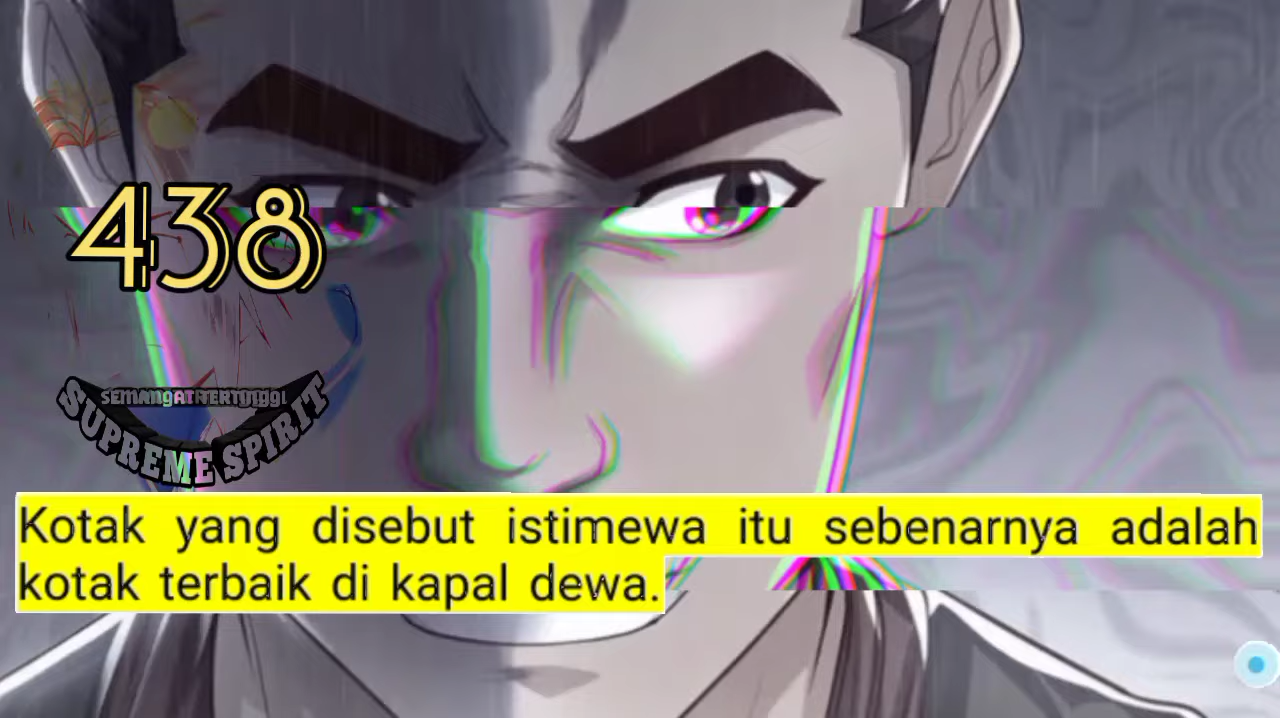 438
SEMANGAT TERTINGGI
SUPREME SPIRIT
Kotak yang disebut istimewa itu sebenarnya adalah
kotak terbaik di kapal dewa.